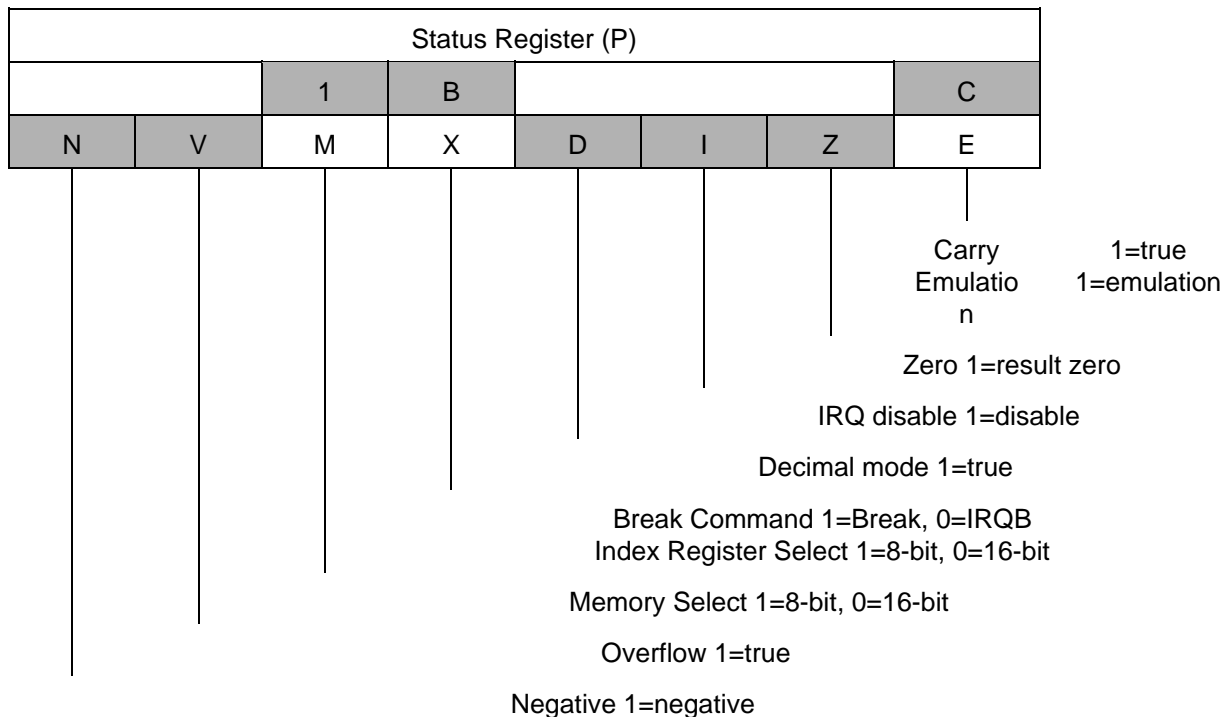 Status Register (P)
1 B C
N V M X D I Z E
Carry 1=true
Emulatio 1=emulation
n
Zero 1=result zero
IRQ disable 1=disable
Decimal mode 1=true
Break Command 1=Break, 0=IRQB
Index Register Select 1=8-bit, 0=16-bit
Memory Select 1=8-bit, 0=16-bit
Overflow 1=true
Negative 1=negative